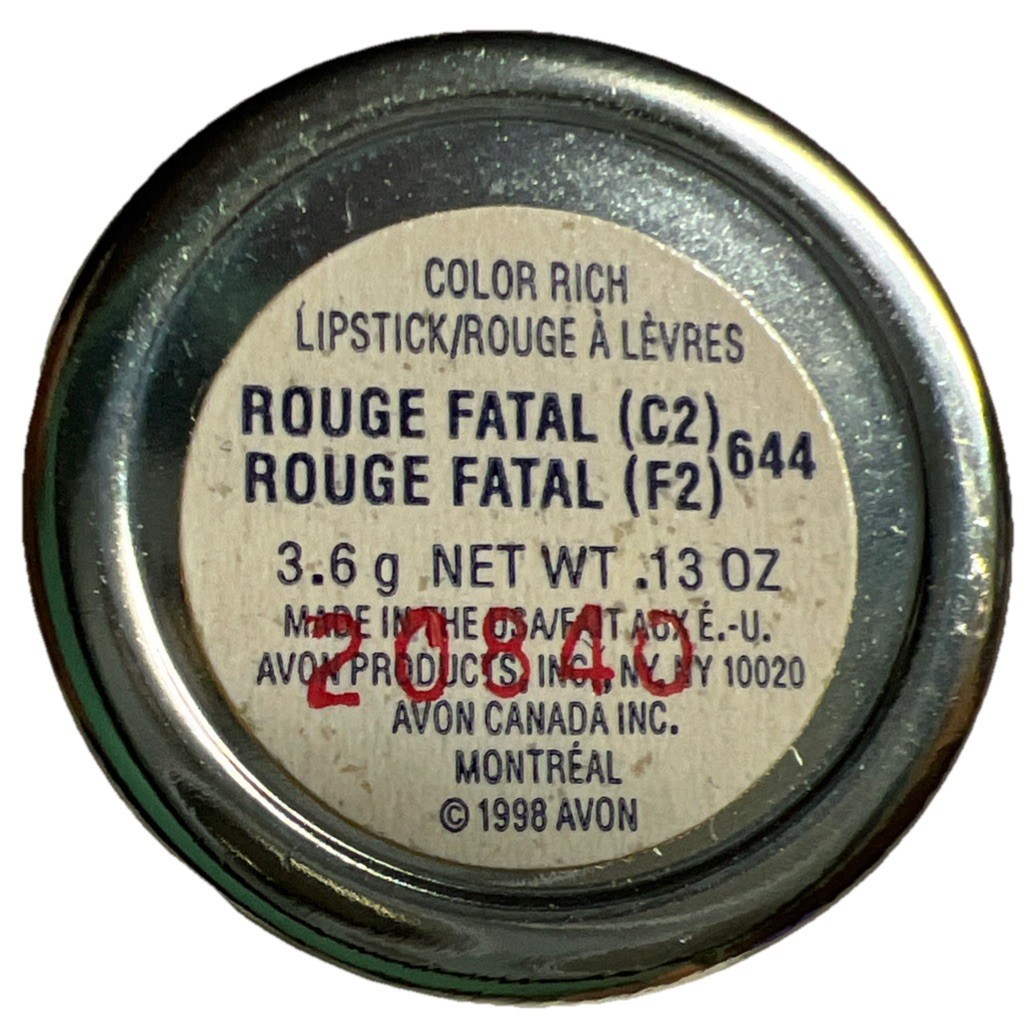 COLOR RICH
LIPSTICK/ROUGE À LÈVRES
ROUGE FATAL (C2)
ROUGE FATAL (F2) 644
3.6 g NET WT .13 OZ
MADE IN THE USA/FAIT AUX É.-U.
20840
AVON PRODUCTS, INC., NY, NY 10020
AVON CANADA INC.
MONTRÉAL
© 1998 AVON